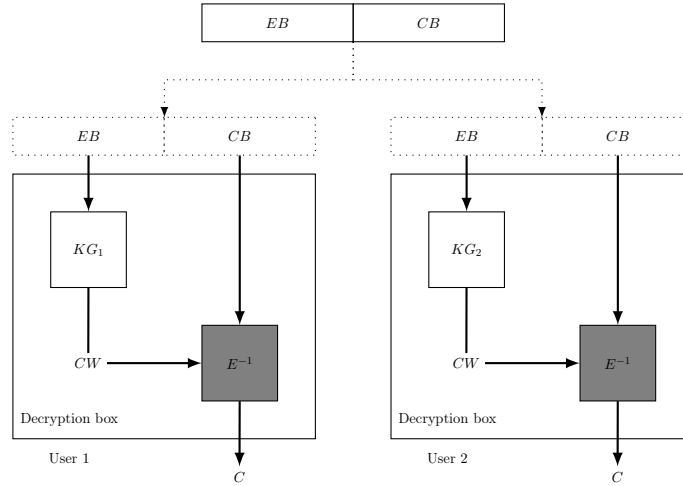 EB CB
EB CB EB CB
KG₁ KG₂
CW E⁻¹ CW E⁻¹
Decryption box Decryption box
User 1 User 2
C C